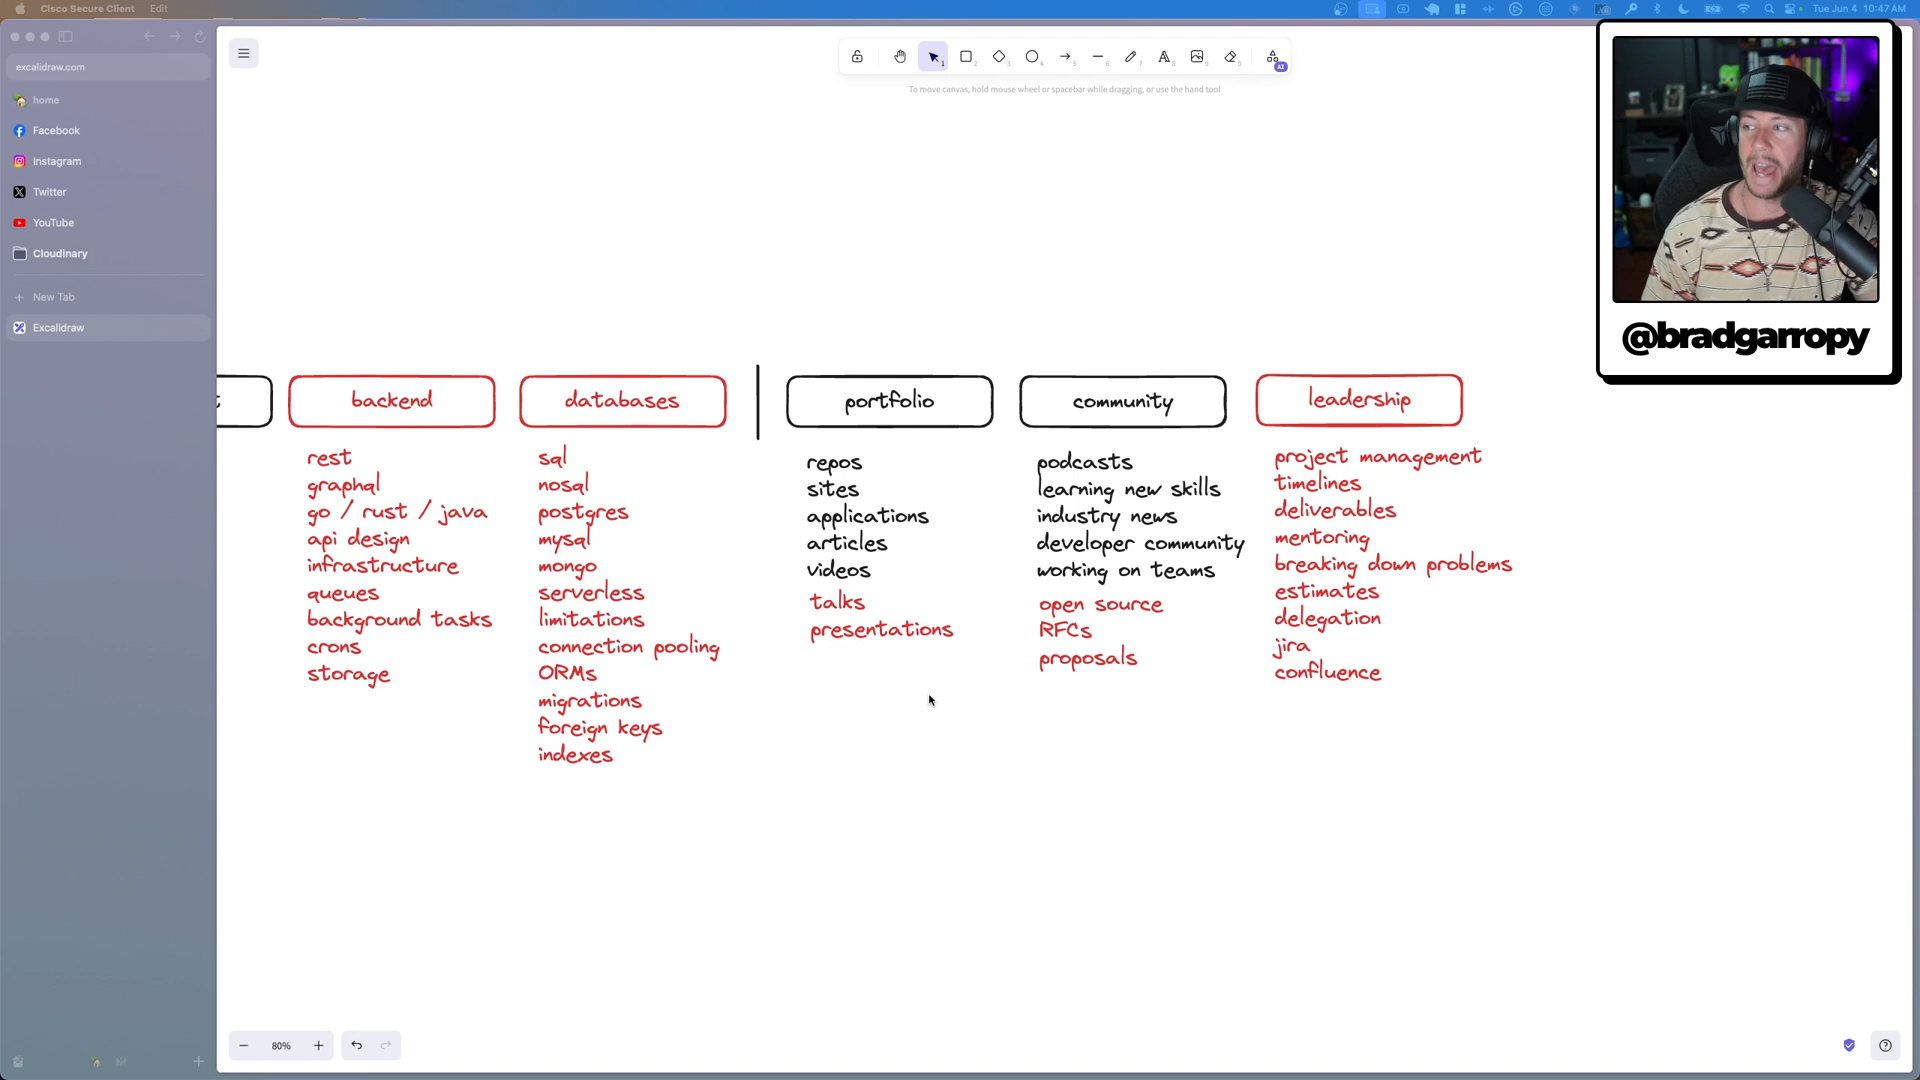 Cisco Secure Client Edit
Tue Jun 4 10:47 AM
excalidraw.com
home
Facebook
Instagram
Twitter
YouTube
Cloudinary
New Tab
Excalidraw
To move canvas, hold mouse wheel or spacebar while dragging, or use the hand tool
AI
@bradgarropy
t
backend
rest
graphql
go / rust / java
api design
infrastructure
queues
background tasks
crons
storage
databases
sql
nosql
postgres
mysql
mongo
serverless
limitations
connection pooling
ORMs
migrations
foreign keys
indexes
portfolio
repos
sites
applications
articles
videos
talks
presentations
community
podcasts
learning new skills
industry news
developer community
working on teams
open source
RFCs
proposals
leadership
project management
timelines
deliverables
mentoring
breaking down problems
estimates
delegation
jira
confluence
80%